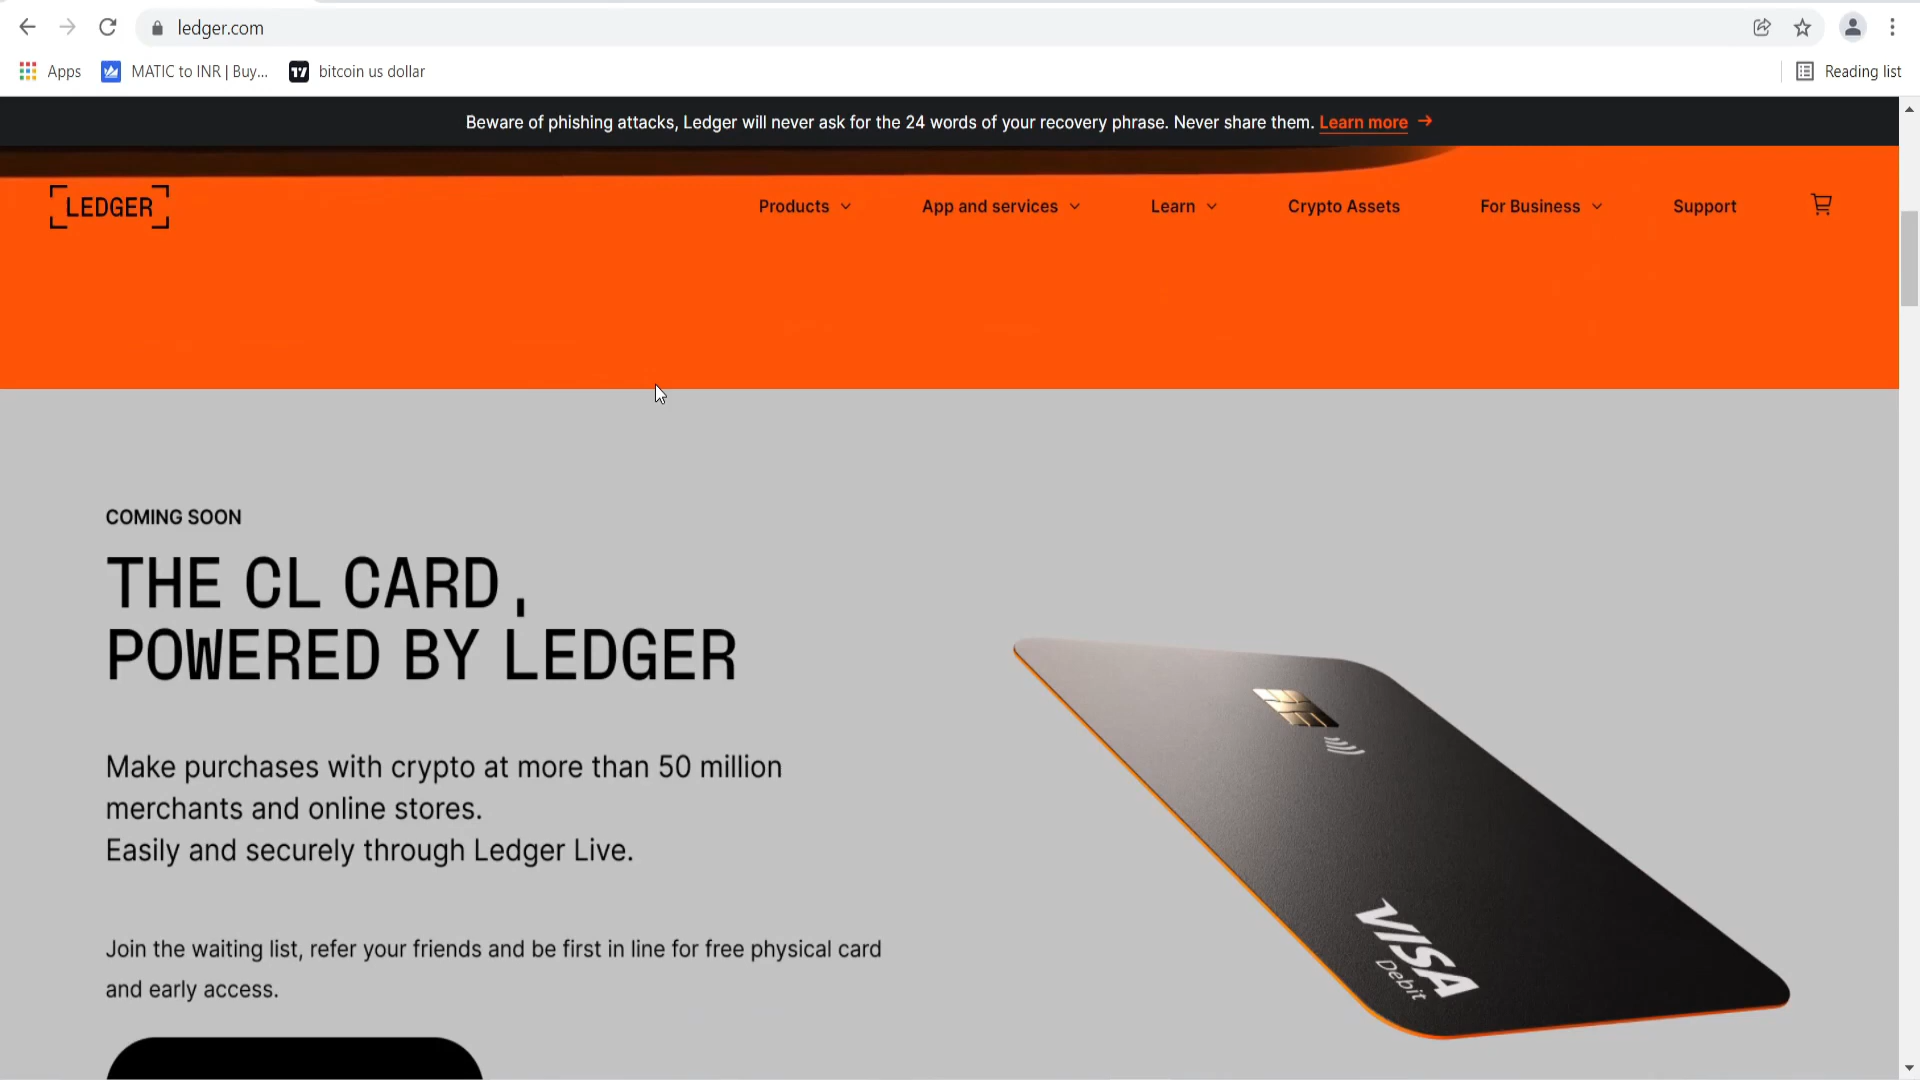 ledger.com
Apps
MATIC to INR | Buy...
bitcoin us dollar
Reading list
Beware of phishing attacks, Ledger will never ask for the 24 words of your recovery phrase. Never share them. Learn more →
LEDGER
Products
App and services
Learn
Crypto Assets
For Business
Support
COMING SOON
THE CL CARD,
POWERED BY LEDGER
Make purchases with crypto at more than 50 million
merchants and online stores.
Easily and securely through Ledger Live.
Join the waiting list, refer your friends and be first in line for free physical card
and early access.
VISA
Debit